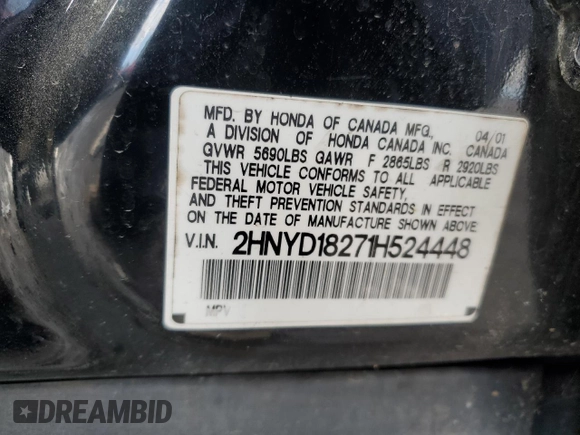 MFD. BY HONDA OF CANADA MFG., 04/01
A DIVISION OF HONDA CANADA INC. CANADA
GVWR 5690LBS GAWR F 2865LBS R 2920LBS
THIS VEHICLE CONFORMS TO ALL APPLICABLE
FEDERAL MOTOR VEHICLE SAFETY,
AND THEFT PREVENTION STANDARDS IN EFFECT
ON THE DATE OF MANUFACTURE SHOWN ABOVE.
V.I.N. 2HNYD18271H524448
MPV
DREAMBID